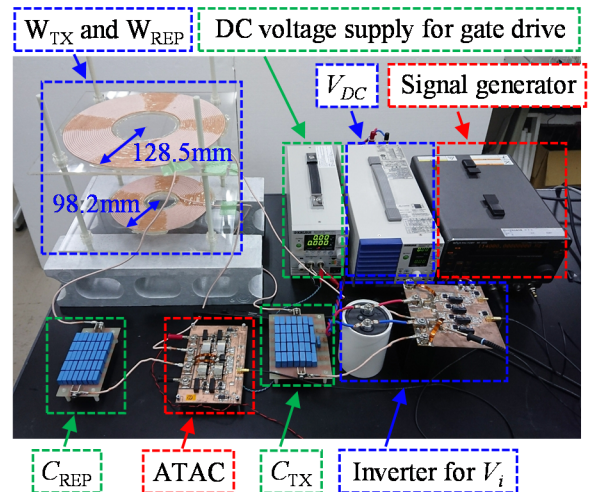 W_TX and W_REP
DC voltage supply for gate drive
V_DC
Signal generator
128.5mm
98.2mm
C_REP
ATAC
C_TX
Inverter for V_i